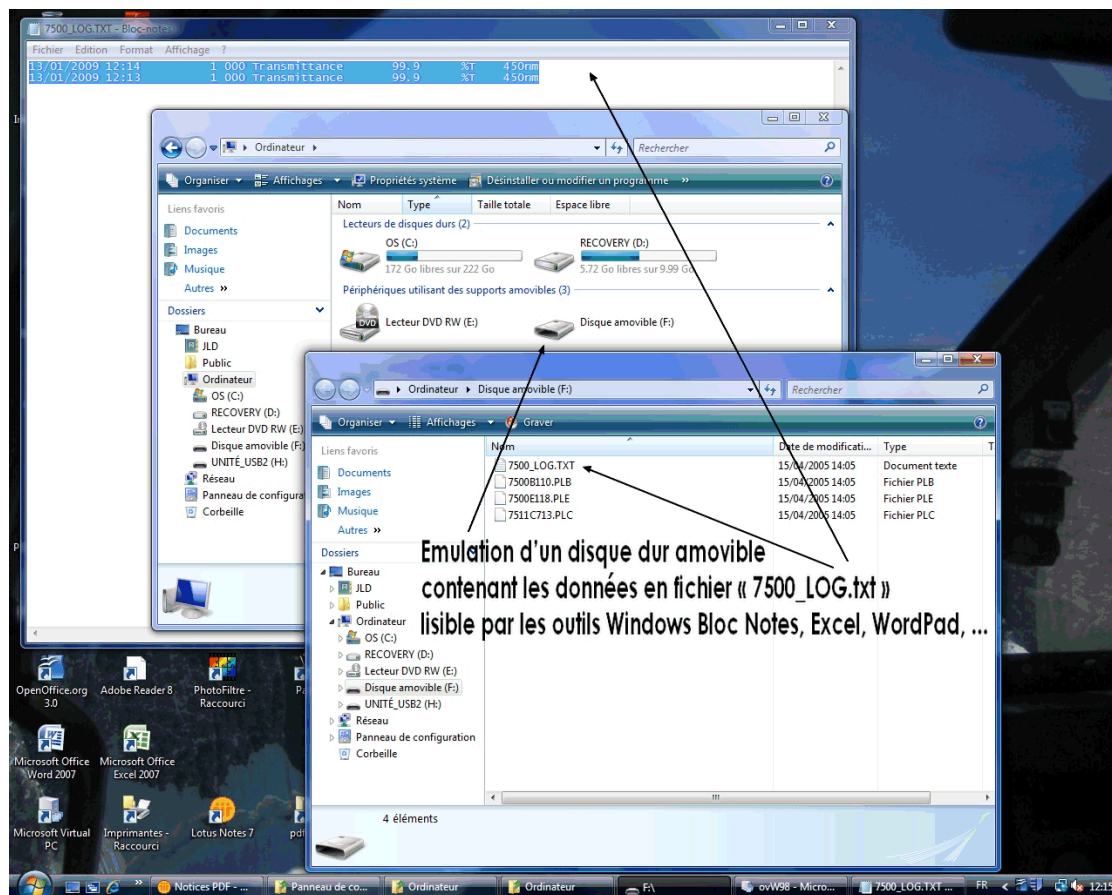 7500_LOG.TXT - Bloc-notes
Fichier Edition Format Affichage ?
13/01/2009 12:14 1 000 Transmittance 99.9 %T 450nm
13/01/2009 12:13 1 000 Transmittance 99.9 %T 450nm
Ordinateur
Rechercher
Organiser Affichages Propriétés système Désinstaller ou modifier un programme »
Liens favoris
Documents
Images
Musique
Autres »
Dossiers
Bureau
JLD
Public
Ordinateur
OS (C:)
RECOVERY (D:)
Lecteur DVD RW (E:)
Disque amovible (F:)
UNITÉ_USB2 (H:)
Réseau
Panneau de configura
Corbeille
Nom Type Taille totale Espace libre
Lecteurs de disques durs (2)
OS (C:)
172 Go libres sur 222 Go
RECOVERY (D:)
5.72 Go libres sur 9.99 Go
Périphériques utilisant des supports amovibles (3)
Lecteur DVD RW (E:)
Disque amovible (F:)
Ordinateur Disque amovible (F:)
Rechercher
Organiser Affichages Graver
Liens favoris
Documents
Images
Musique
Autres »
Dossiers
Bureau
JLD
Public
Ordinateur
OS (C:)
RECOVERY (D:)
Lecteur DVD RW (E:)
Disque amovible (F:)
UNITÉ_USB2 (H:)
Réseau
Panneau de configuration
Corbeille
Nom Date de modificati... Type T
7500_LOG.TXT 15/04/2005 14:05 Document texte
7500B110.PLB 15/04/2005 14:05 Fichier PLB
7500E118.PLE 15/04/2005 14:05 Fichier PLE
7511C713.PLC 15/04/2005 14:05 Fichier PLC
Emulation d'un disque dur amovible
contenant les données en fichier « 7500_LOG.txt »
lisible par les outils Windows Bloc Notes, Excel, WordPad, ...
4 éléments
OpenOffice.org 3.0
Adobe Reader 8
PhotoFiltre - Raccourci
Microsoft Office Word 2007
Microsoft Office Excel 2007
Microsoft Virtual PC
Imprimantes - Raccourci
Lotus Notes 7
pdf
» Notices PDF - ... Panneau de co... Ordinateur Ordinateur F:\ ovW98 - Micro... 7500_LOG.TXT ... FR < 12:13